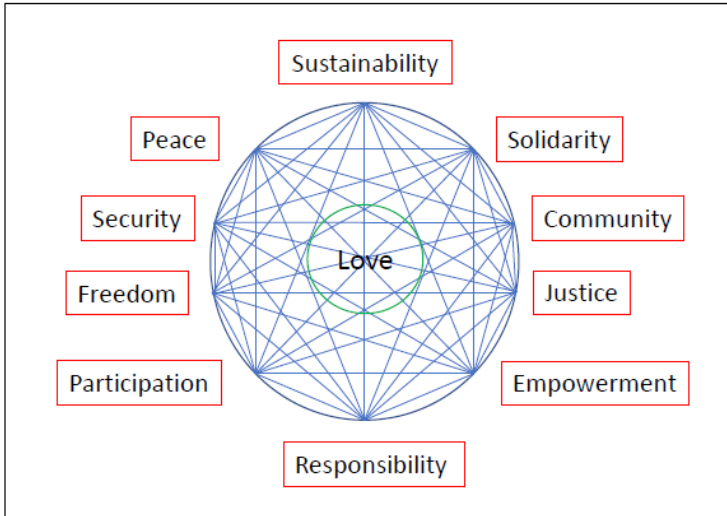 Sustainability
Peace
Solidarity
Security
Community
Love
Freedom
Justice
Participation
Empowerment
Responsibility